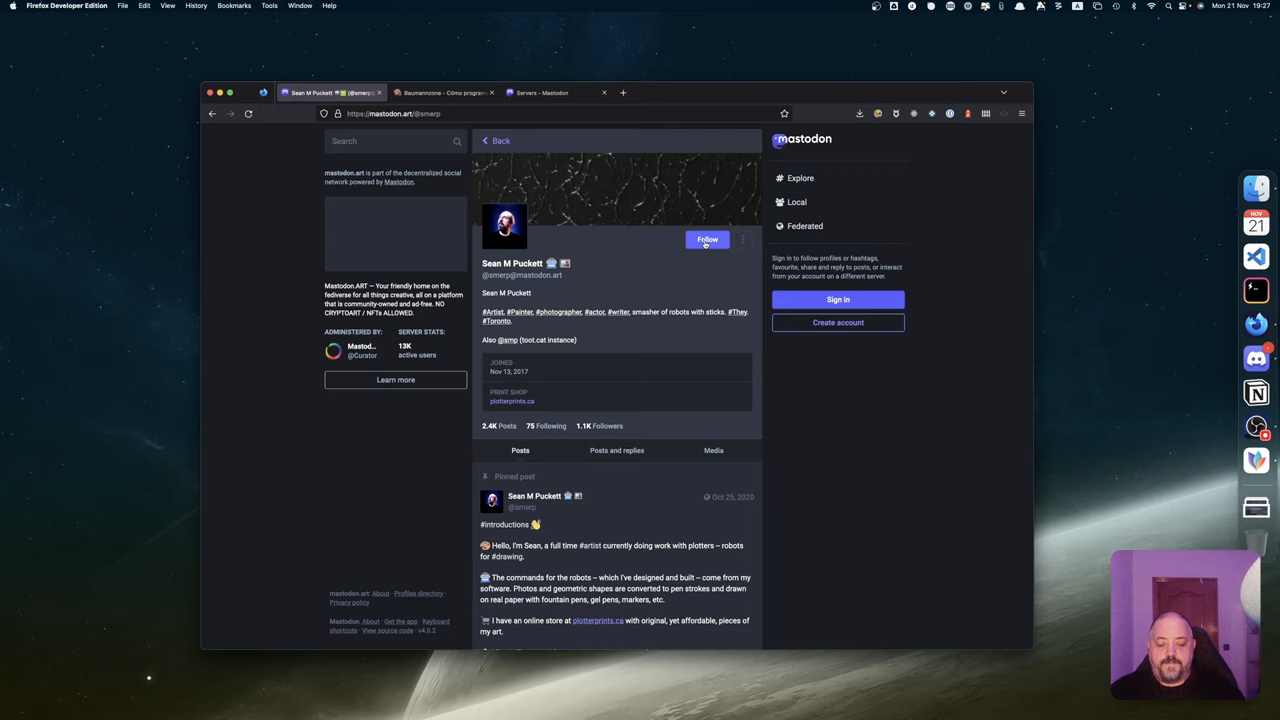 Firefox Developer Edition File Edit View History Bookmarks Tools Window Help
Mon 21 Nov 19:27
Sean M Puckett
Baumannzone - Cómo program
Servers - Mastodon
https://mastodon.art/@smerp
Search
mastodon.art is part of the decentralized social
network powered by Mastodon.
Mastodon.ART — Your friendly home on the
fediverse for all things creative, all on a platform
that is community-owned and ad-free. NO
CRYPTOART / NFTs ALLOWED.
ADMINISTERED BY:
Mastod...
@Curator
SERVER STATS:
13K
active users
Learn more
mastodon.art: About · Profiles directory ·
Privacy policy
Mastodon: About · Get the app · Keyboard
shortcuts · View source code · v4.0.2
Back
Follow
Sean M Puckett
@smerp@mastodon.art
Sean M Puckett
#Artist, #Painter, #photographer, #actor, #writer, smasher of robots with sticks. #They.
#Toronto.
Also @smp (toot.cat instance)
JOINED
Nov 13, 2017
PRINT SHOP
plotterprints.ca
2.4K Posts 75 Following 1.1K Followers
Posts Posts and replies Media
Pinned post
Sean M Puckett
Oct 25, 2020
@smerp
#introductions 👋
🎨 Hello, I'm Sean, a full time #artist currently doing work with plotters – robots
for #drawing.
🤖 The commands for the robots – which I've designed and built – come from my
software. Photos and geometric shapes are converted to pen strokes and drawn
on real paper with fountain pens, gel pens, markers, etc.
🛒 I have an online store at plotterprints.ca with original, yet affordable, pieces of
my art.
mastodon
Explore
Local
Federated
Sign in to follow profiles or hashtags,
favourite, share and reply to posts, or interact
from your account on a different server.
Sign in
Create account
NOV
21